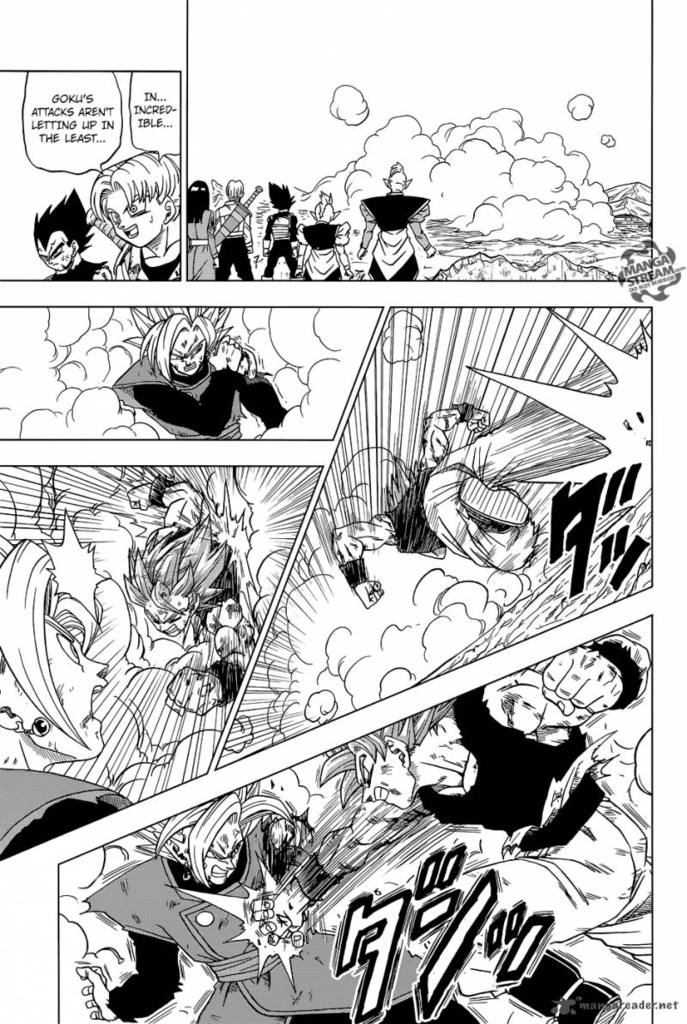 IN...
INCRED-
IBLE...
GOKU'S
ATTACKS AREN'T
LETTING UP IN
THE LEAST...
MANGA
STREAM
ダッ
ダダッ
mangareader.net